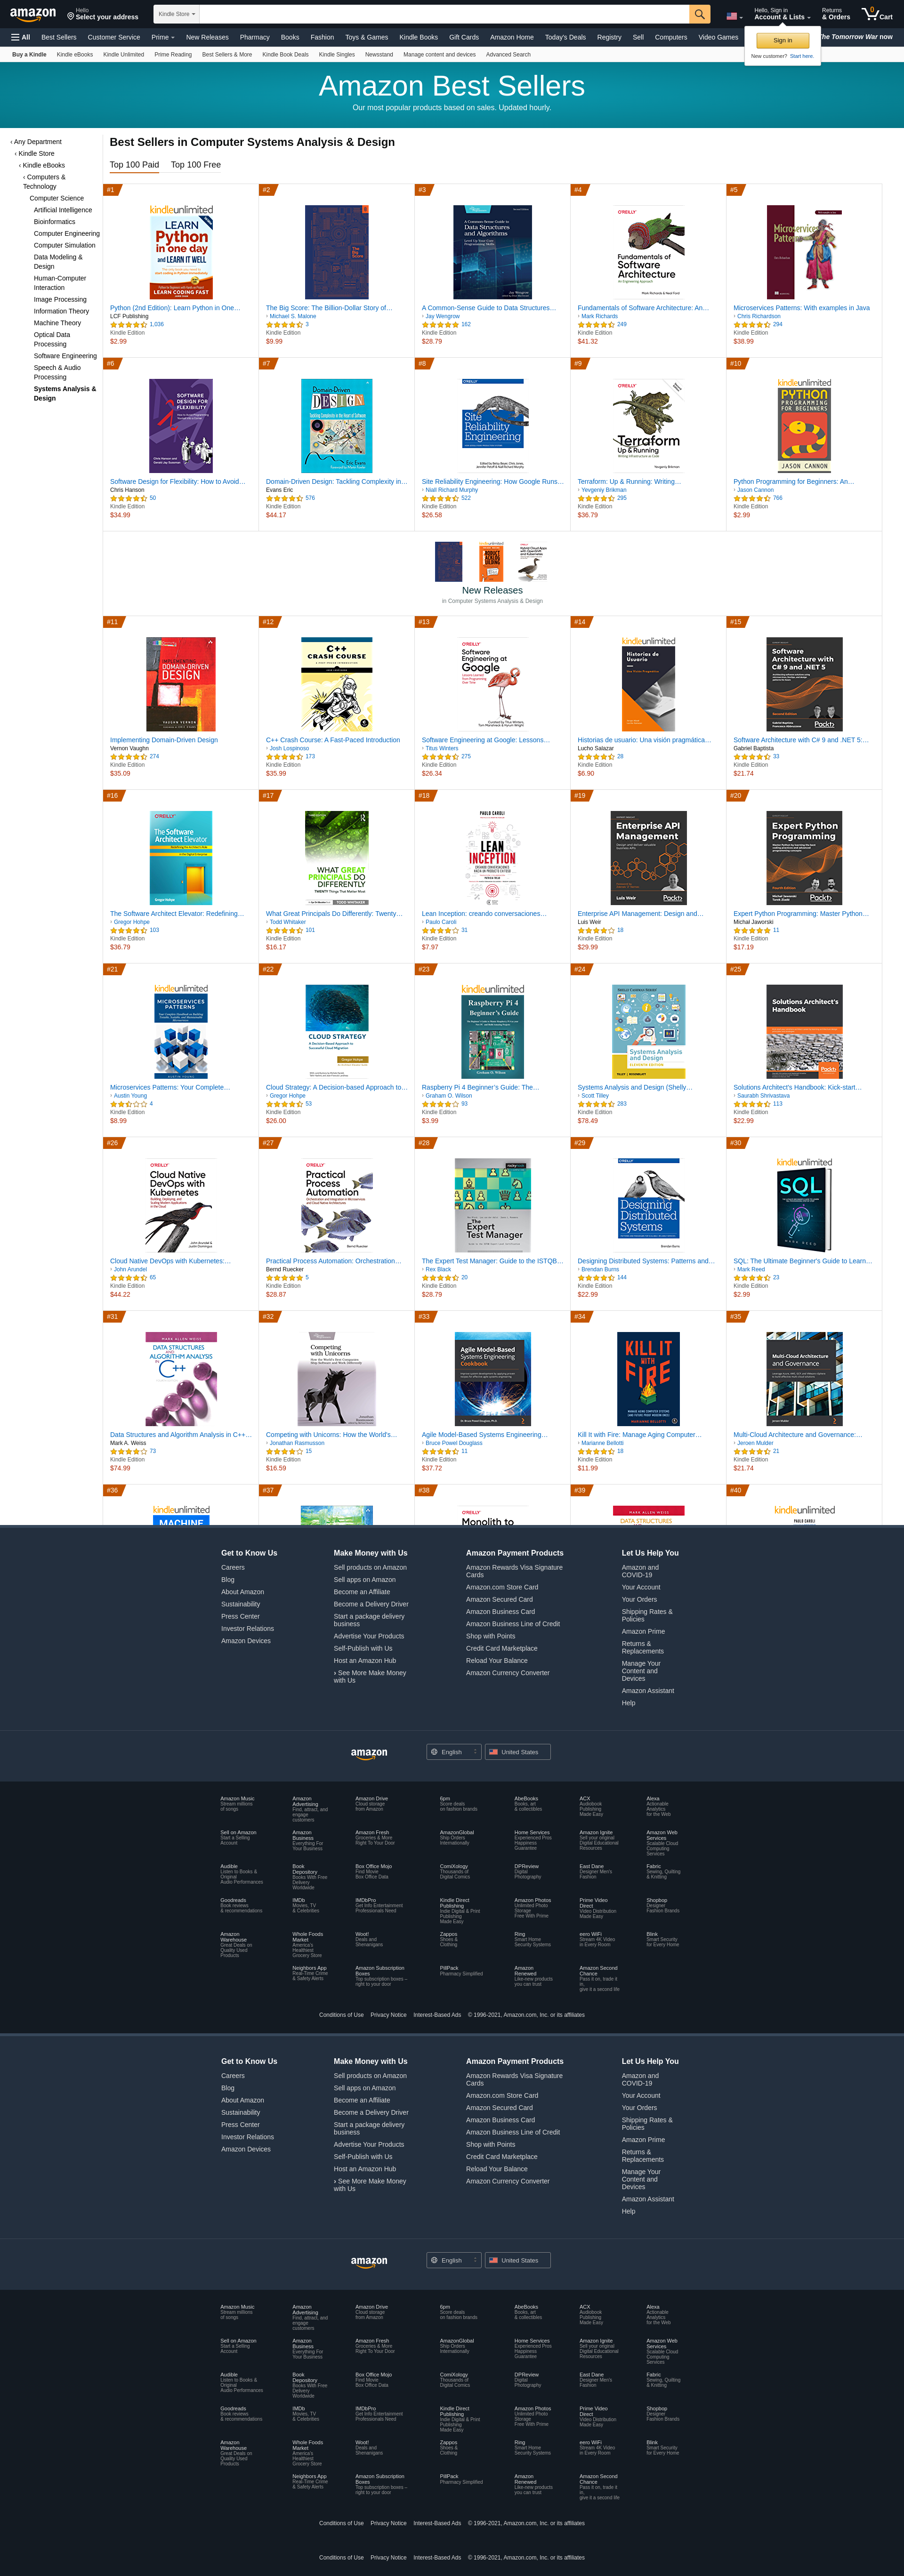 amazon
Hello
Select your address
Kindle Store
Hello, Sign in
Account & Lists
Returns
& Orders
0
Cart
All
Best Sellers
Customer Service
Prime
New Releases
Pharmacy
Books
Fashion
Toys & Games
Kindle Books
Gift Cards
Amazon Home
Today's Deals
Registry
Sell
Computers
Video Games
The Tomorrow War now
Sign in
New customer? Start here.
Buy a Kindle
Kindle eBooks
Kindle Unlimited
Prime Reading
Best Sellers & More
Kindle Book Deals
Kindle Singles
Newsstand
Manage content and devices
Advanced Search
Amazon Best Sellers
Our most popular products based on sales. Updated hourly.
‹ Any Department
‹ Kindle Store
‹ Kindle eBooks
‹ Computers &
Technology
Computer Science
Artificial Intelligence
Bioinformatics
Computer Engineering
Computer Simulation
Data Modeling &
Design
Human-Computer
Interaction
Image Processing
Information Theory
Machine Theory
Optical Data
Processing
Software Engineering
Speech & Audio
Processing
Systems Analysis &
Design
Best Sellers in Computer Systems Analysis & Design
Top 100 Paid
Top 100 Free
#1
Python (2nd Edition): Learn Python in One…
LCF Publishing
1,036
Kindle Edition
$2.99
#2
The Big Score: The Billion-Dollar Story of…
› Michael S. Malone
3
Kindle Edition
$9.99
#3
A Common-Sense Guide to Data Structures…
› Jay Wengrow
162
Kindle Edition
$28.79
#4
Fundamentals of Software Architecture: An…
› Mark Richards
249
Kindle Edition
$41.32
#5
Microservices Patterns: With examples in Java
› Chris Richardson
294
Kindle Edition
$38.99
#6
Software Design for Flexibility: How to Avoid…
Chris Hanson
50
Kindle Edition
$34.99
#7
Domain-Driven Design: Tackling Complexity in…
Evans Eric
576
Kindle Edition
$44.17
#8
Site Reliability Engineering: How Google Runs…
› Niall Richard Murphy
522
Kindle Edition
$26.58
#9
Terraform: Up & Running: Writing…
› Yevgeniy Brikman
295
Kindle Edition
$36.79
#10
Python Programming for Beginners: An…
› Jason Cannon
766
Kindle Edition
$2.99
New Releases
in Computer Systems Analysis & Design
#11
Implementing Domain-Driven Design
Vernon Vaughn
274
Kindle Edition
$35.09
#12
C++ Crash Course: A Fast-Paced Introduction
› Josh Lospinoso
173
Kindle Edition
$35.99
#13
Software Engineering at Google: Lessons…
› Titus Winters
275
Kindle Edition
$26.34
#14
Historias de usuario: Una visión pragmática…
Lucho Salazar
28
Kindle Edition
$6.90
#15
Software Architecture with C# 9 and .NET 5:…
Gabriel Baptista
33
Kindle Edition
$21.74
#16
The Software Architect Elevator: Redefining…
› Gregor Hohpe
103
Kindle Edition
$36.79
#17
What Great Principals Do Differently: Twenty…
› Todd Whitaker
101
Kindle Edition
$16.17
#18
Lean Inception: creando conversaciones…
› Paulo Caroli
31
Kindle Edition
$7.97
#19
Enterprise API Management: Design and…
Luis Weir
18
Kindle Edition
$29.99
#20
Expert Python Programming: Master Python…
Michał Jaworski
11
Kindle Edition
$17.19
#21
Microservices Patterns: Your Complete…
› Austin Young
4
Kindle Edition
$8.99
#22
Cloud Strategy: A Decision-based Approach to…
› Gregor Hohpe
53
Kindle Edition
$26.00
#23
Raspberry Pi 4 Beginner's Guide: The…
› Graham O. Wilson
93
Kindle Edition
$3.99
#24
Systems Analysis and Design (Shelly…
› Scott Tilley
283
Kindle Edition
$78.49
#25
Solutions Architect's Handbook: Kick-start…
› Saurabh Shrivastava
113
Kindle Edition
$22.99
#26
Cloud Native DevOps with Kubernetes:…
› John Arundel
65
Kindle Edition
$44.22
#27
Practical Process Automation: Orchestration…
Bernd Ruecker
5
Kindle Edition
$28.87
#28
The Expert Test Manager: Guide to the ISTQB…
› Rex Black
20
Kindle Edition
$28.79
#29
Designing Distributed Systems: Patterns and…
› Brendan Burns
144
Kindle Edition
$22.99
#30
SQL: The Ultimate Beginner's Guide to Learn…
› Mark Reed
23
Kindle Edition
$2.99
#31
Data Structures and Algorithm Analysis in C++…
Mark A. Weiss
73
Kindle Edition
$74.99
#32
Competing with Unicorns: How the World's…
› Jonathan Rasmusson
15
Kindle Edition
$16.59
#33
Agile Model-Based Systems Engineering…
› Bruce Powel Douglass
11
Kindle Edition
$37.72
#34
Kill It with Fire: Manage Aging Computer…
› Marianne Bellotti
18
Kindle Edition
$11.99
#35
Multi-Cloud Architecture and Governance:…
› Jeroen Mulder
21
Kindle Edition
$21.74
#36
kindleunlimited
MACHINE
#37
#38
O'REILLY
Monolith to
#39
MARK ALLEN WEISS
DATA STRUCTURES
#40
kindleunlimited
PAULO CAROLI
Get to Know Us
Careers
Blog
About Amazon
Sustainability
Press Center
Investor Relations
Amazon Devices
Make Money with Us
Sell products on Amazon
Sell apps on Amazon
Become an Affiliate
Become a Delivery Driver
Start a package delivery
business
Advertise Your Products
Self-Publish with Us
Host an Amazon Hub
› See More Make Money
with Us
Amazon Payment Products
Amazon Rewards Visa Signature
Cards
Amazon.com Store Card
Amazon Secured Card
Amazon Business Card
Amazon Business Line of Credit
Shop with Points
Credit Card Marketplace
Reload Your Balance
Amazon Currency Converter
Let Us Help You
Amazon and
COVID-19
Your Account
Your Orders
Shipping Rates &
Policies
Amazon Prime
Returns &
Replacements
Manage Your
Content and
Devices
Amazon Assistant
Help
amazon
English
United States
Amazon Music
Stream millions
of songs
Amazon
Advertising
Find, attract, and
engage
customers
Amazon Drive
Cloud storage
from Amazon
6pm
Score deals
on fashion brands
AbeBooks
Books, art
& collectibles
ACX
Audiobook
Publishing
Made Easy
Alexa
Actionable
Analytics
for the Web
Sell on Amazon
Start a Selling
Account
Amazon
Business
Everything For
Your Business
Amazon Fresh
Groceries & More
Right To Your Door
AmazonGlobal
Ship Orders
Internationally
Home Services
Experienced Pros
Happiness
Guarantee
Amazon Ignite
Sell your original
Digital Educational
Resources
Amazon Web
Services
Scalable Cloud
Computing
Services
Audible
Listen to Books &
Original
Audio Performances
Book
Depository
Books With Free
Delivery
Worldwide
Box Office Mojo
Find Movie
Box Office Data
ComiXology
Thousands of
Digital Comics
DPReview
Digital
Photography
East Dane
Designer Men's
Fashion
Fabric
Sewing, Quilting
& Knitting
Goodreads
Book reviews
& recommendations
IMDb
Movies, TV
& Celebrities
IMDbPro
Get Info Entertainment
Professionals Need
Kindle Direct
Publishing
Indie Digital & Print
Publishing
Made Easy
Amazon Photos
Unlimited Photo
Storage
Free With Prime
Prime Video
Direct
Video Distribution
Made Easy
Shopbop
Designer
Fashion Brands
Amazon
Warehouse
Great Deals on
Quality Used
Products
Whole Foods
Market
America's
Healthiest
Grocery Store
Woot!
Deals and
Shenanigans
Zappos
Shoes &
Clothing
Ring
Smart Home
Security Systems
eero WiFi
Stream 4K Video
in Every Room
Blink
Smart Security
for Every Home
Neighbors App
Real-Time Crime
& Safety Alerts
Amazon Subscription
Boxes
Top subscription boxes –
right to your door
PillPack
Pharmacy Simplified
Amazon
Renewed
Like-new products
you can trust
Amazon Second
Chance
Pass it on, trade it
in,
give it a second life
Conditions of Use
Privacy Notice
Interest-Based Ads
© 1996-2021, Amazon.com, Inc. or its affiliates
Get to Know Us
Careers
Blog
About Amazon
Sustainability
Press Center
Investor Relations
Amazon Devices
Make Money with Us
Sell products on Amazon
Sell apps on Amazon
Become an Affiliate
Become a Delivery Driver
Start a package delivery
business
Advertise Your Products
Self-Publish with Us
Host an Amazon Hub
› See More Make Money
with Us
Amazon Payment Products
Amazon Rewards Visa Signature
Cards
Amazon.com Store Card
Amazon Secured Card
Amazon Business Card
Amazon Business Line of Credit
Shop with Points
Credit Card Marketplace
Reload Your Balance
Amazon Currency Converter
Let Us Help You
Amazon and
COVID-19
Your Account
Your Orders
Shipping Rates &
Policies
Amazon Prime
Returns &
Replacements
Manage Your
Content and
Devices
Amazon Assistant
Help
amazon
English
United States
Amazon Music
Stream millions
of songs
Amazon
Advertising
Find, attract, and
engage
customers
Amazon Drive
Cloud storage
from Amazon
6pm
Score deals
on fashion brands
AbeBooks
Books, art
& collectibles
ACX
Audiobook
Publishing
Made Easy
Alexa
Actionable
Analytics
for the Web
Sell on Amazon
Start a Selling
Account
Amazon
Business
Everything For
Your Business
Amazon Fresh
Groceries & More
Right To Your Door
AmazonGlobal
Ship Orders
Internationally
Home Services
Experienced Pros
Happiness
Guarantee
Amazon Ignite
Sell your original
Digital Educational
Resources
Amazon Web
Services
Scalable Cloud
Computing
Services
Audible
Listen to Books &
Original
Audio Performances
Book
Depository
Books With Free
Delivery
Worldwide
Box Office Mojo
Find Movie
Box Office Data
ComiXology
Thousands of
Digital Comics
DPReview
Digital
Photography
East Dane
Designer Men's
Fashion
Fabric
Sewing, Quilting
& Knitting
Goodreads
Book reviews
& recommendations
IMDb
Movies, TV
& Celebrities
IMDbPro
Get Info Entertainment
Professionals Need
Kindle Direct
Publishing
Indie Digital & Print
Publishing
Made Easy
Amazon Photos
Unlimited Photo
Storage
Free With Prime
Prime Video
Direct
Video Distribution
Made Easy
Shopbop
Designer
Fashion Brands
Amazon
Warehouse
Great Deals on
Quality Used
Products
Whole Foods
Market
America's
Healthiest
Grocery Store
Woot!
Deals and
Shenanigans
Zappos
Shoes &
Clothing
Ring
Smart Home
Security Systems
eero WiFi
Stream 4K Video
in Every Room
Blink
Smart Security
for Every Home
Neighbors App
Real-Time Crime
& Safety Alerts
Amazon Subscription
Boxes
Top subscription boxes –
right to your door
PillPack
Pharmacy Simplified
Amazon
Renewed
Like-new products
you can trust
Amazon Second
Chance
Pass it on, trade it
in,
give it a second life
Conditions of Use
Privacy Notice
Interest-Based Ads
© 1996-2021, Amazon.com, Inc. or its affiliates
Conditions of Use
Privacy Notice
Interest-Based Ads
© 1996-2021, Amazon.com, Inc. or its affiliates